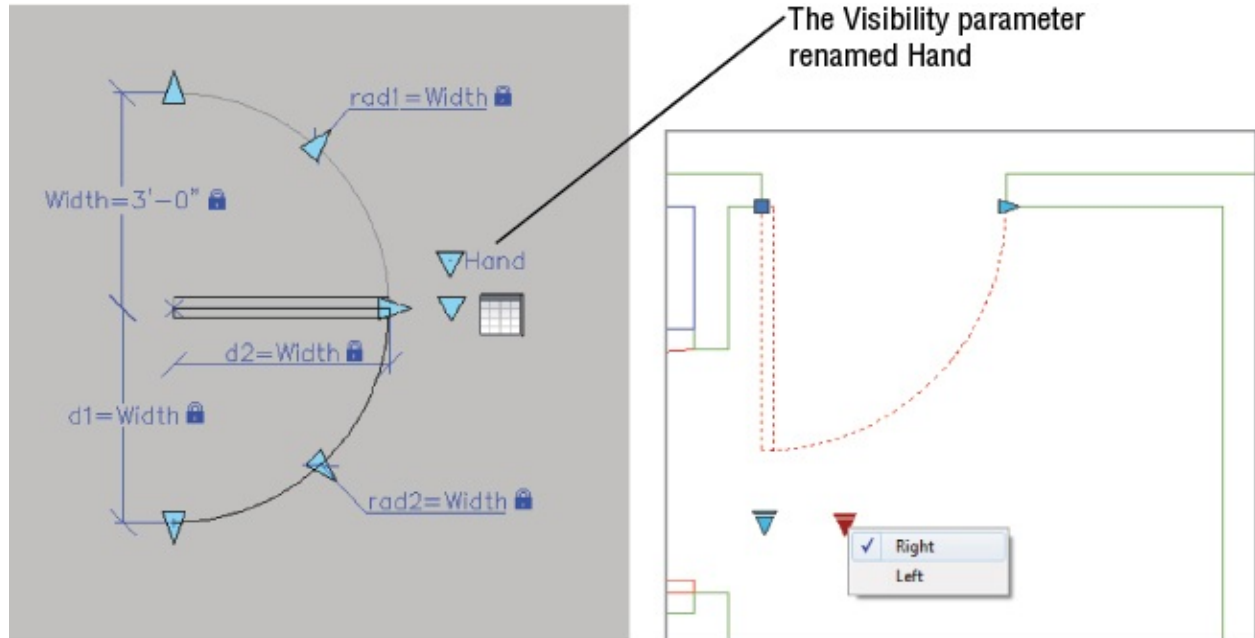 The Visibility parameter
renamed Hand
rad1=Width
Width=3'-0"
Hand
d2=Width
d1=Width
rad2=Width
Right
Left